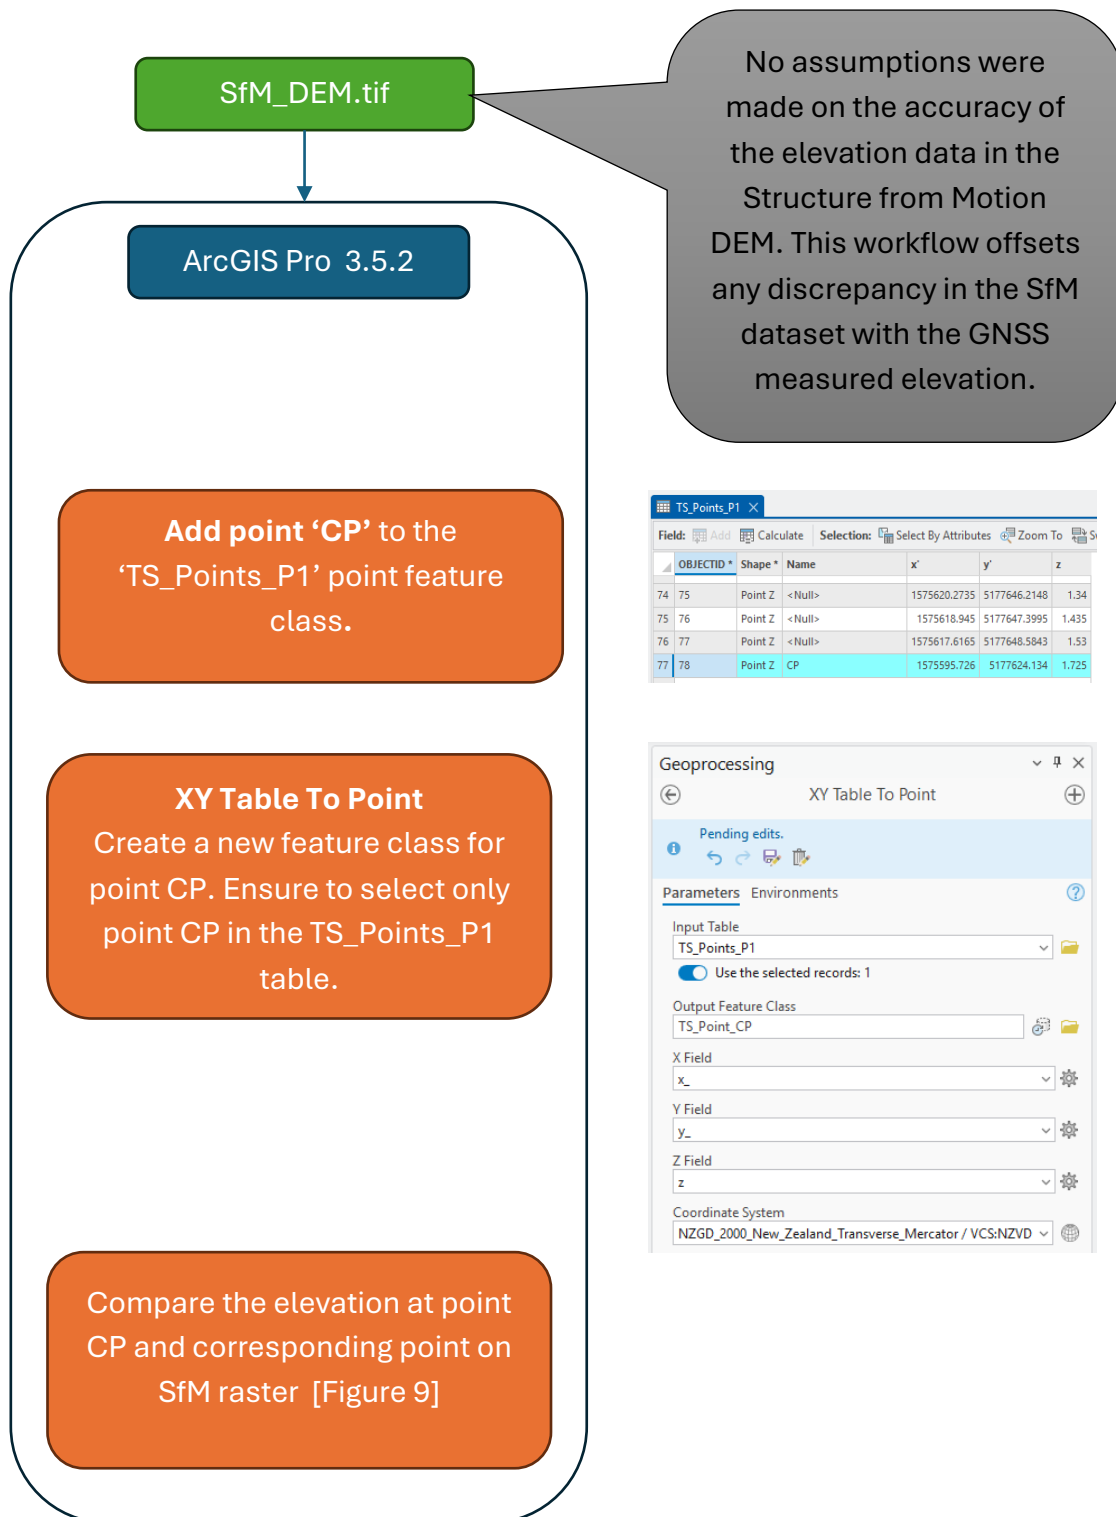 SfM_DEM.tif
No assumptions were
made on the accuracy of
the elevation data in the
Structure from Motion
DEM. This workflow offsets
any discrepancy in the SfM
dataset with the GNSS
measured elevation.
ArcGIS Pro  3.5.2
Add point ‘CP’ to the
‘TS_Points_P1’ point feature
class.
TS_Points_P1
Field: Add Calculate Selection: Select By Attributes Zoom To
OBJECTID * Shape * Name x' y' z
74 75 Point Z <Null> 1575620.2735 5177646.2148 1.34
75 76 Point Z <Null> 1575618.945 5177647.3995 1.435
76 77 Point Z <Null> 1575617.6165 5177648.5843 1.53
77 78 Point Z CP 1575595.726 5177624.134 1.725
XY Table To Point
Create a new feature class for
point CP. Ensure to select only
point CP in the TS_Points_P1
table.
Geoprocessing
XY Table To Point
Pending edits.
Parameters Environments
Input Table
TS_Points_P1
Use the selected records: 1
Output Feature Class
TS_Point_CP
X Field
x_
Y Field
y_
Z Field
z
Coordinate System
NZGD_2000_New_Zealand_Transverse_Mercator / VCS:NZVD
Compare the elevation at point
CP and corresponding point on
SfM raster  [Figure 9]